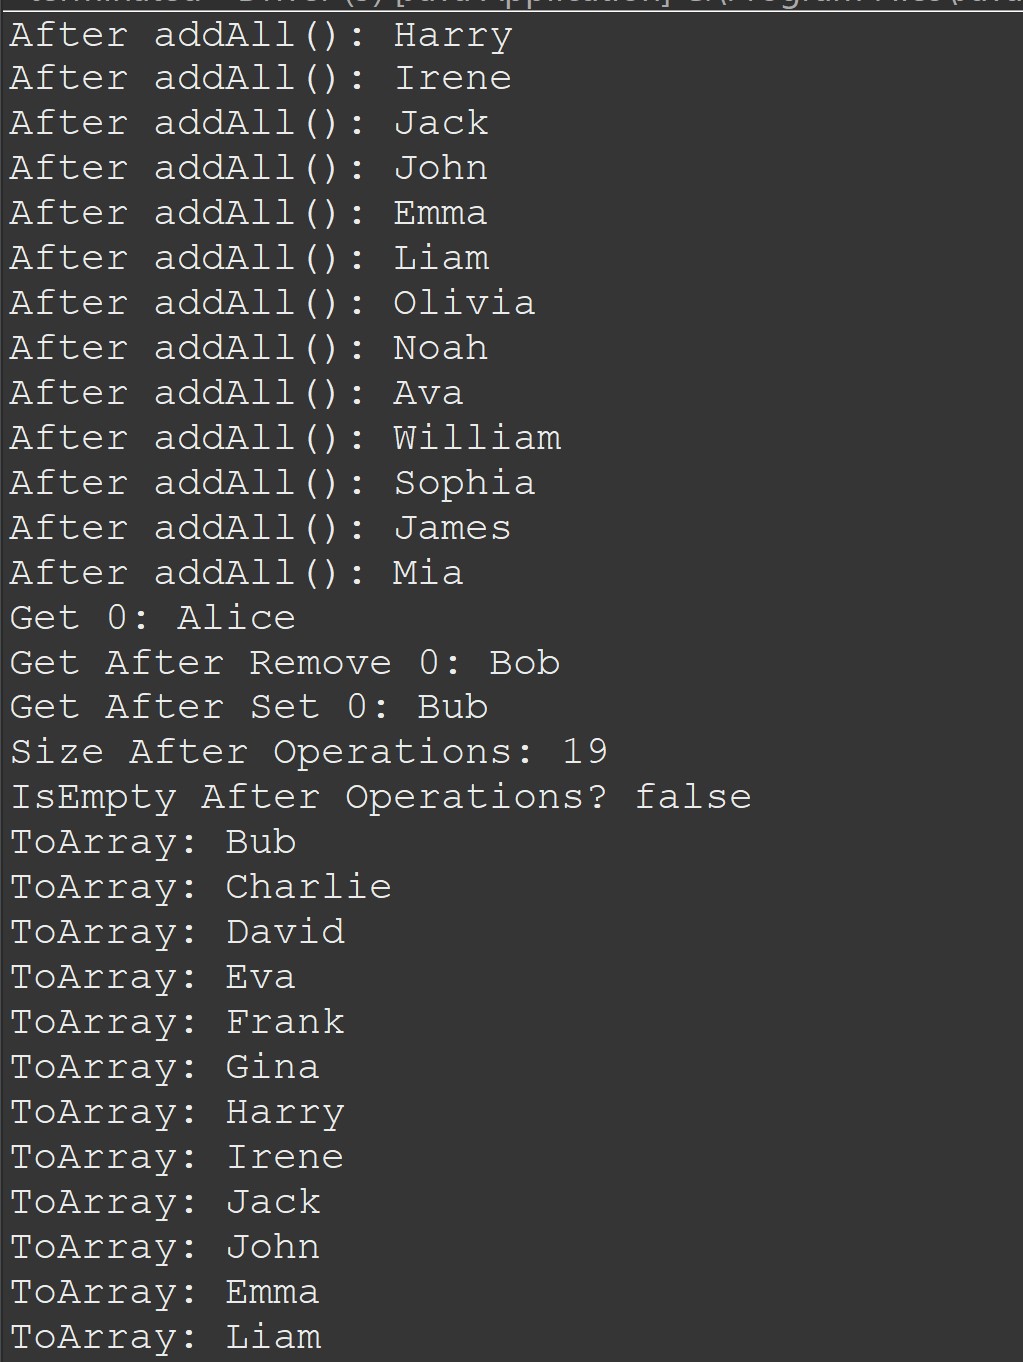 After addAll(): Harry
After addAll(): Irene
After addAll(): Jack
After addAll(): John
After addAll(): Emma
After addAll(): Liam
After addAll(): Olivia
After addAll(): Noah
After addAll(): Ava
After addAll(): William
After addAll(): Sophia
After addAll(): James
After addAll(): Mia
Get 0: Alice
Get After Remove 0: Bob
Get After Set 0: Bub
Size After Operations: 19
IsEmpty After Operations? false
ToArray: Bub
ToArray: Charlie
ToArray: David
ToArray: Eva
ToArray: Frank
ToArray: Gina
ToArray: Harry
ToArray: Irene
ToArray: Jack
ToArray: John
ToArray: Emma
ToArray: Liam